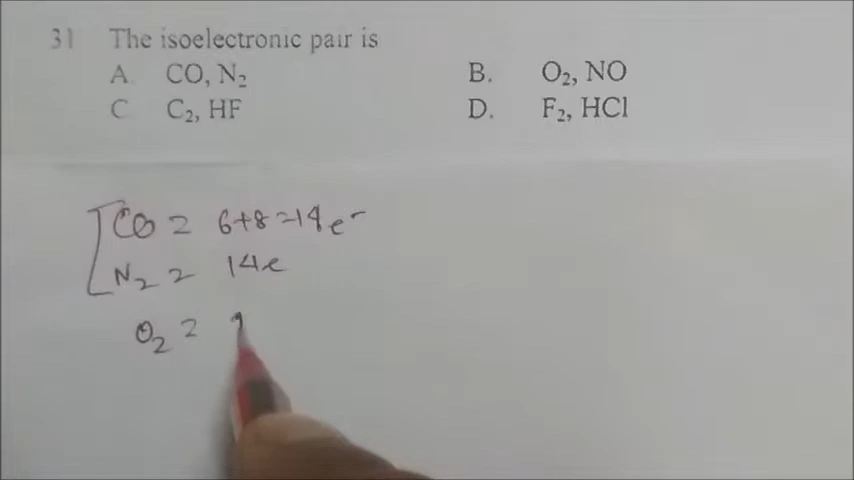 31 The isoelectronic pair is
A. CO, N₂ B. O₂, NO
C C₂, HF D. F₂, HCl
CO = 6+8=14e⁻
N₂ = 14e
O₂ =